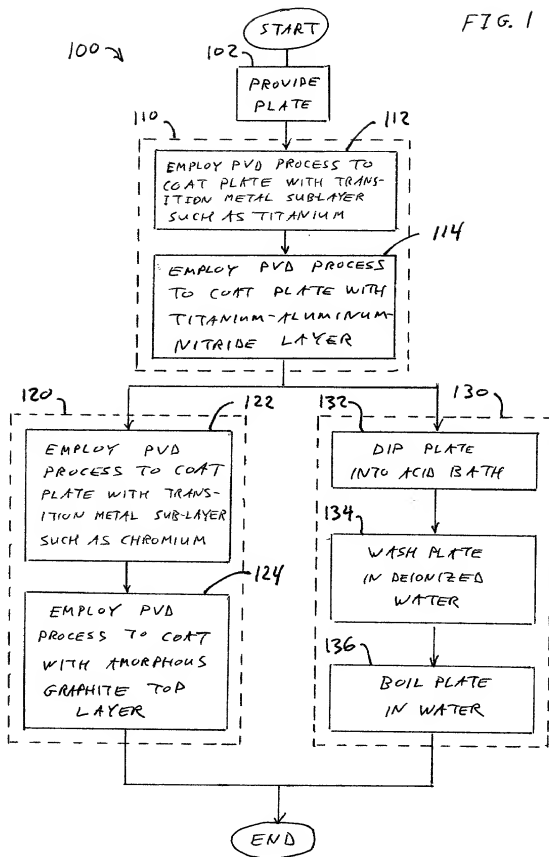 START
FIG. 1
100
102
PROVIDE
PLATE
110
112
EMPLOY PVD PROCESS TO
COAT PLATE WITH TRANS-
ITION METAL SUB-LAYER
SUCH AS TITANIUM
114
EMPLOY PVD PROCESS
TO COAT PLATE WITH
TITANIUM-ALUMINUM-
NITRIDE LAYER
120
122
EMPLOY PVD
PROCESS TO COAT
PLATE WITH TRANS-
ITION METAL SUB-LAYER
SUCH AS CHROMIUM
124
EMPLOY PVD
PROCESS TO COAT
WITH AMORPHOUS
GRAPHITE TOP
LAYER
130
132
DIP PLATE
INTO ACID BATH
134
WASH PLATE
IN DEIONIZED
WATER
136
BOIL PLATE
IN WATER
END